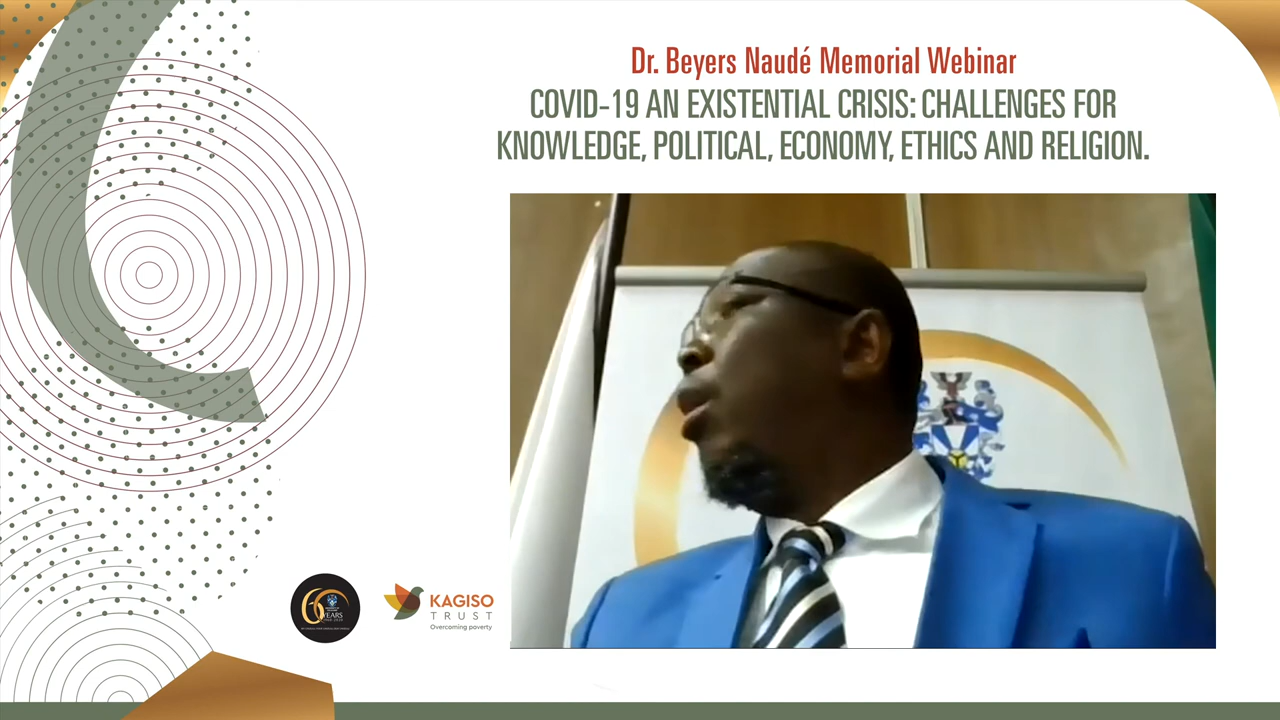 Dr. Beyers Naudé Memorial Webinar
COVID-19 AN EXISTENTIAL CRISIS: CHALLENGES FOR
KNOWLEDGE, POLITICAL, ECONOMY, ETHICS AND RELIGION.
60
YEARS
KAGISO
TRUST
Overcoming poverty